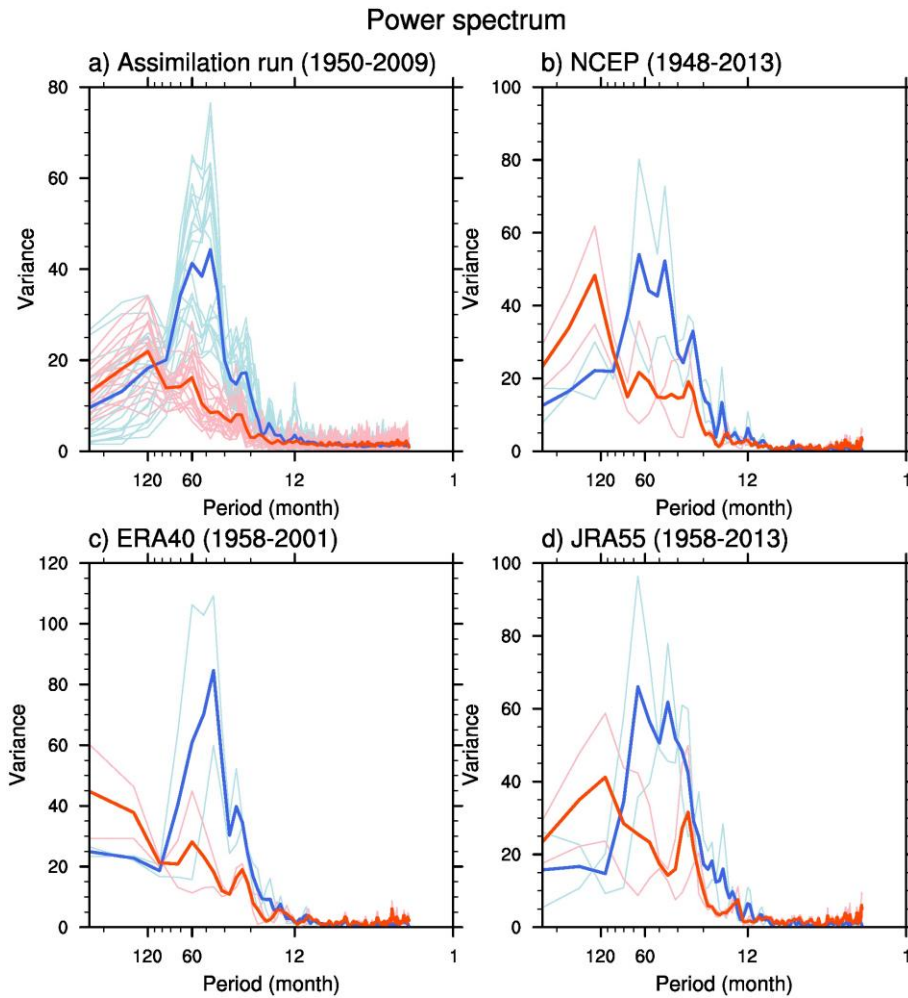 Power spectrum
a) Assimilation run (1950-2009)
80
60
40
20
0
Variance
120 60 12 1
Period (month)
b) NCEP (1948-2013)
100
80
60
40
20
0
Variance
120 60 12 1
Period (month)
c) ERA40 (1958-2001)
120
100
80
60
40
20
0
Variance
120 60 12 1
Period (month)
d) JRA55 (1958-2013)
100
80
60
40
20
0
Variance
120 60 12 1
Period (month)